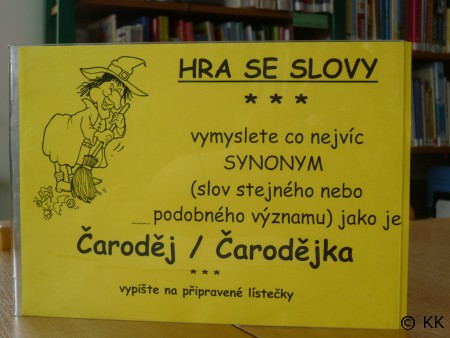 HRA SE SLOVY
* * *
vymyslete co nejvíc
SYNONYM
(slov stejného nebo
podobného významu) jako je
Čaroděj / Čarodějka
* * *
vypište na připravené lístečky
© KK